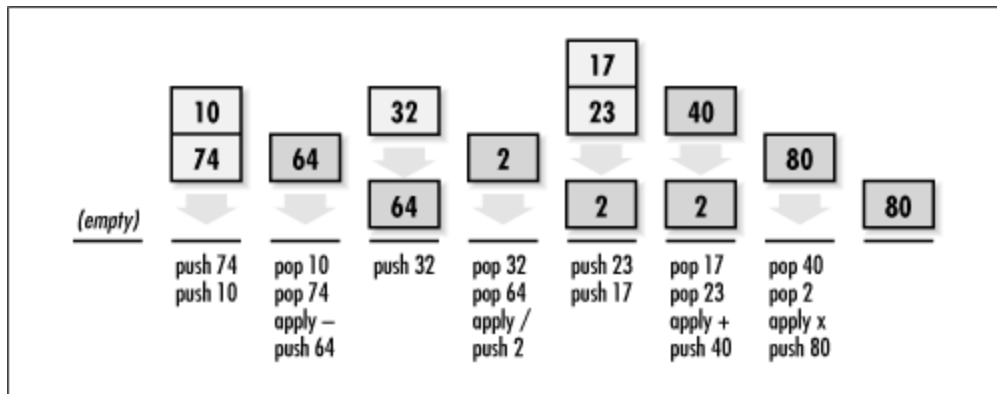 17
10
32
23
40
74
64
2
80
64
2
2
80
(empty)
push 74
push 10
pop 10
pop 74
apply –
push 64
push 32
pop 32
pop 64
apply /
push 2
push 23
push 17
pop 17
pop 23
apply +
push 40
pop 40
pop 2
apply x
push 80